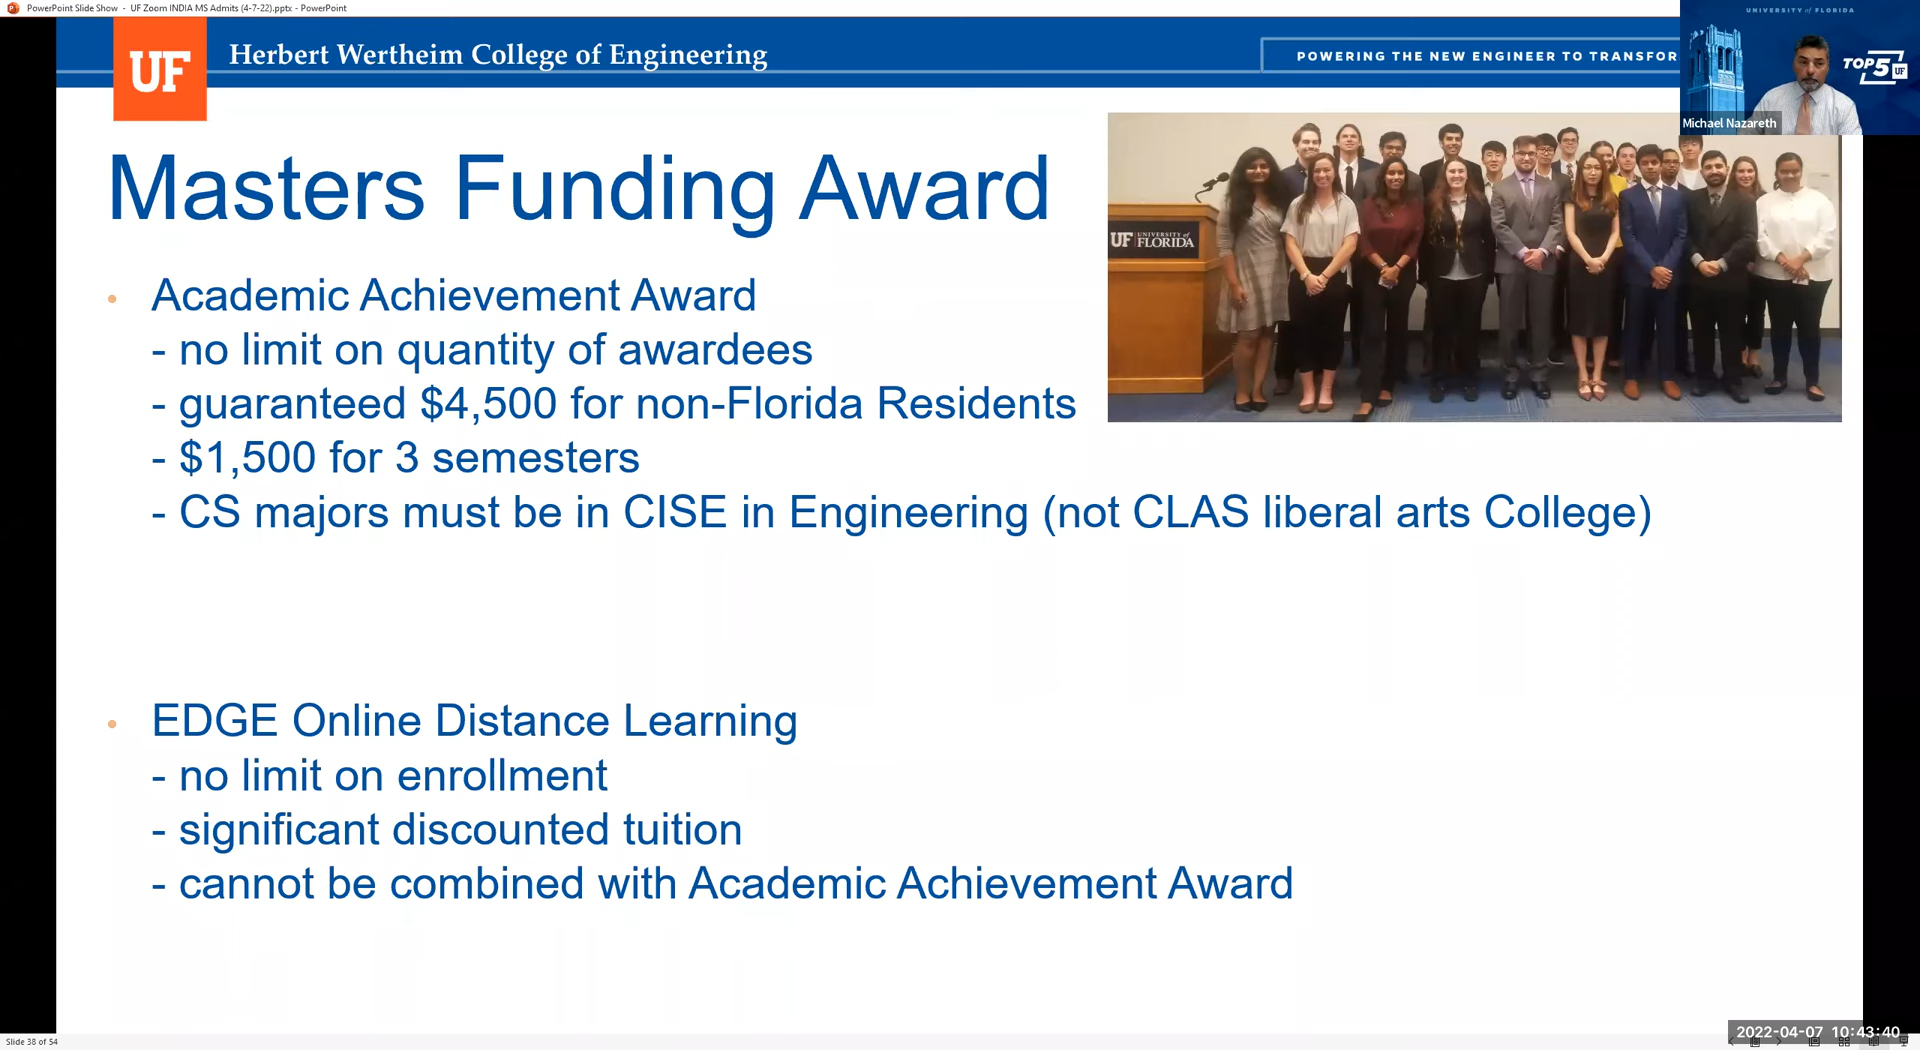 PowerPoint Slide Show - UF Zoom INDIA MS Admits (4-7-22).pptx - PowerPoint
UF
Herbert Wertheim College of Engineering
POWERING THE NEW ENGINEER TO TRANSFOR
UNIVERSITY of FLORIDA
TOP5 UF
Michael Nazareth
Masters Funding Award
UF UNIVERSITY of
FLORIDA
• Academic Achievement Award
- no limit on quantity of awardees
- guaranteed $4,500 for non-Florida Residents
- $1,500 for 3 semesters
- CS majors must be in CISE in Engineering (not CLAS liberal arts College)
• EDGE Online Distance Learning
- no limit on enrollment
- significant discounted tuition
- cannot be combined with Academic Achievement Award
2022-04-07 10:43:40
Slide 38 of 54